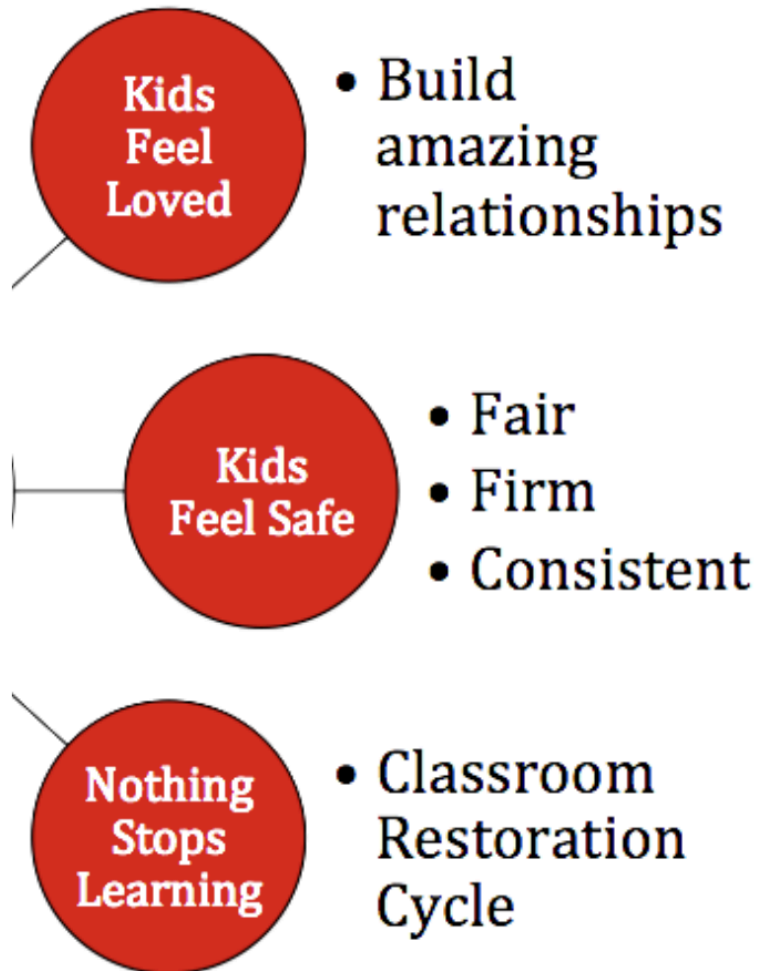 Kids
Feel
Loved
• Build
amazing
relationships
Kids
Feel Safe
• Fair
• Firm
• Consistent
Nothing
Stops
Learning
• Classroom
Restoration
Cycle